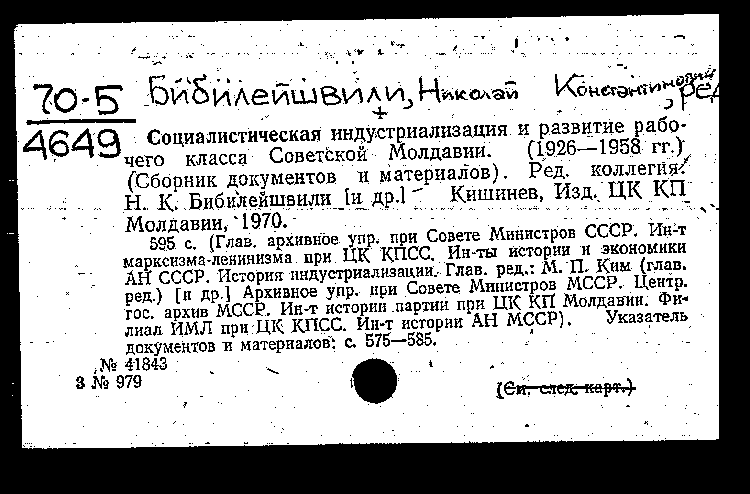 70-Б Бибилейшвили, Николай Константинович, ред.
4649
Социалистическая индустриализация и развитие рабо-
чего класса Советской Молдавии. (1926—1958 гг.)
(Сборник документов и материалов). Ред. коллегия:
Н. К. Бибилейшвили [и др.] Кишинев, Изд. ЦК КП
Молдавии, 1970.
595 с. (Глав. архивное упр. при Совете Министров СССР. Ин-т
марксизма-ленинизма при ЦК КПСС. Ин-ты истории и экономики
АН СССР. История индустриализации. Глав. ред.: М. П. Ким (глав.
ред.) [и др.] Архивное упр. при Совете Министров МССР. Центр.
гос. архив МССР. Ин-т истории партии при ЦК КП Молдавии. Фи-
лиал ИМЛ при ЦК КПСС. Ин-т истории АН МССР). Указатель
документов и материалов: с. 575—585.
№ 41843
З № 979
(См. след. карт.)